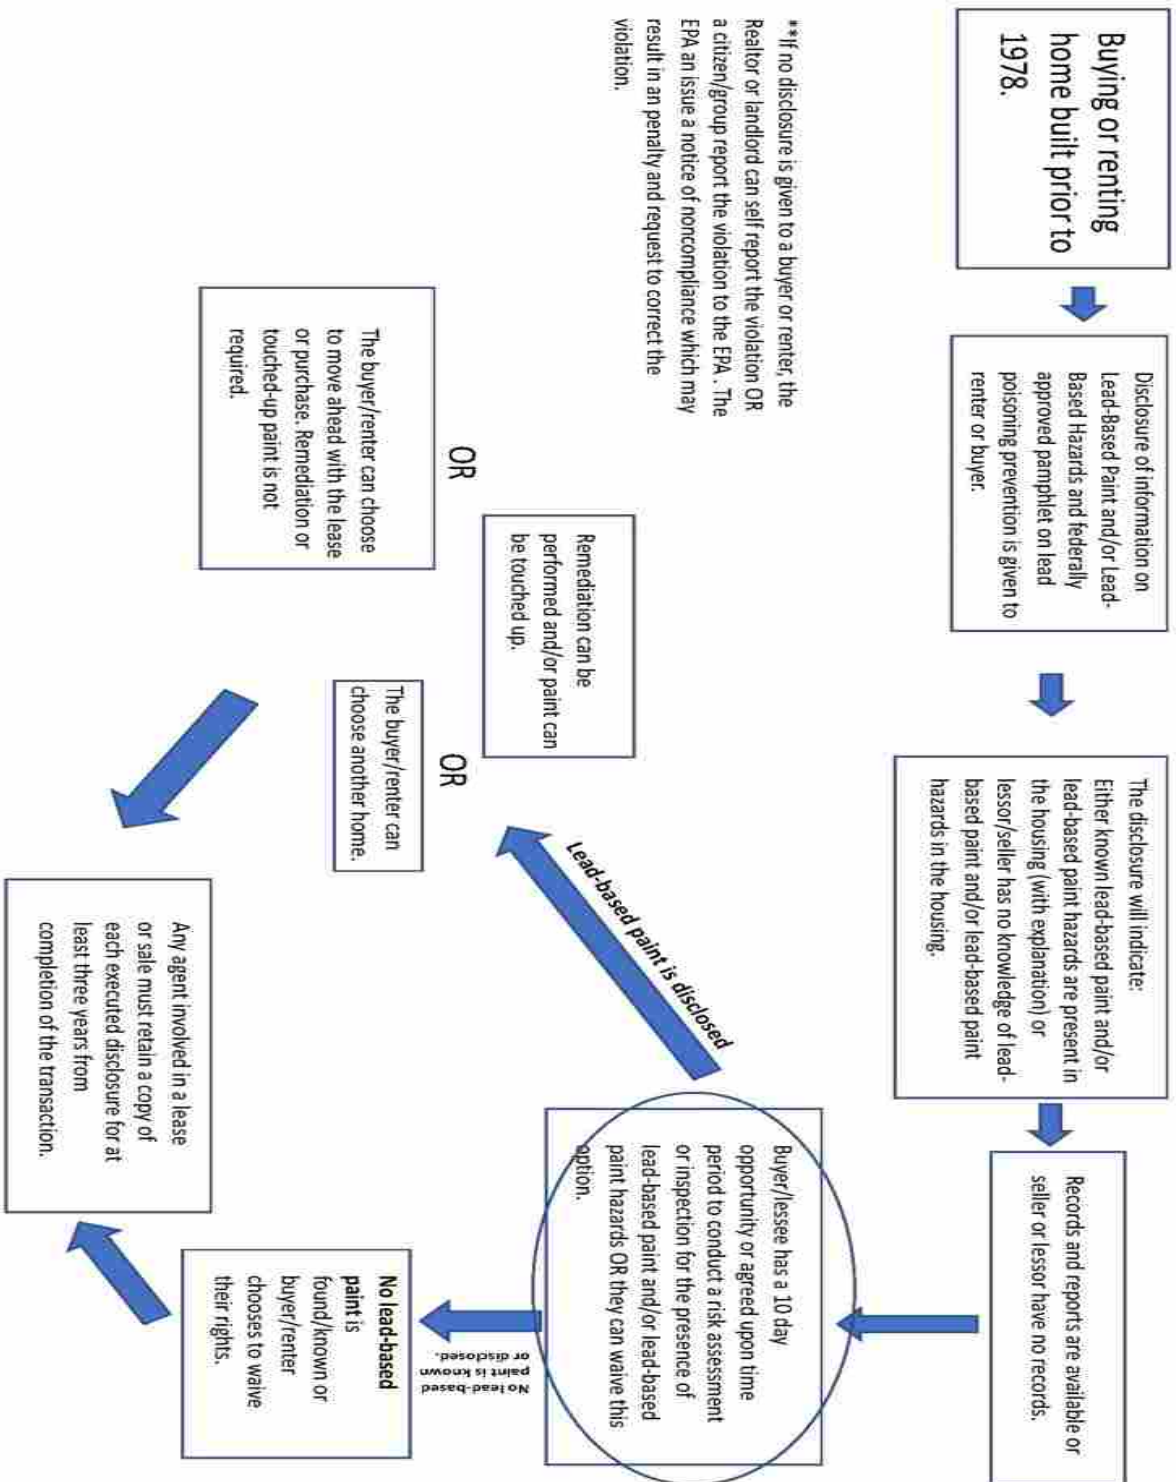 Buying or renting
home built prior to
1978.
Disclosure of information on
Lead-Based Paint and/or Lead-
Based Hazards and federally
approved pamphlet on lead
poisoning prevention is given to
renter or buyer.
The disclosure will indicate:
Either known lead-based paint and/or
lead-based paint hazards are present in
the housing (with explanation) or
lessor/seller has no knowledge of lead-
based paint and/or lead-based paint
hazards in the housing.
Records and reports are available or
seller or lessor have no records.
Buyer/lessee has a 10 day
opportunity or agreed upon time
period to conduct a risk assessment
or inspection for the presence of
lead-based paint and/or lead-based
paint hazards OR they can waive this
option.
Lead-based paint is disclosed
No lead-based
paint is known
or disclosed.
Remediation can be
performed and/or paint can
be touched up.
OR
OR
The buyer/renter can choose
to move ahead with the lease
or purchase. Remediation or
touched-up paint is not
required.
The buyer/renter can
choose another home.
No lead-based
paint is
found/known or
buyer/renter
chooses to waive
their rights.
Any agent involved in a lease
or sale must retain a copy of
each executed disclosure for at
least three years from
completion of the transaction.
**If no disclosure is given to a buyer or renter, the
Realtor or landlord can self report the violation OR
a citizen/group report the violation to the EPA . The
EPA an issue a notice of noncompliance which may
result in an penalty and request to correct the
violation.